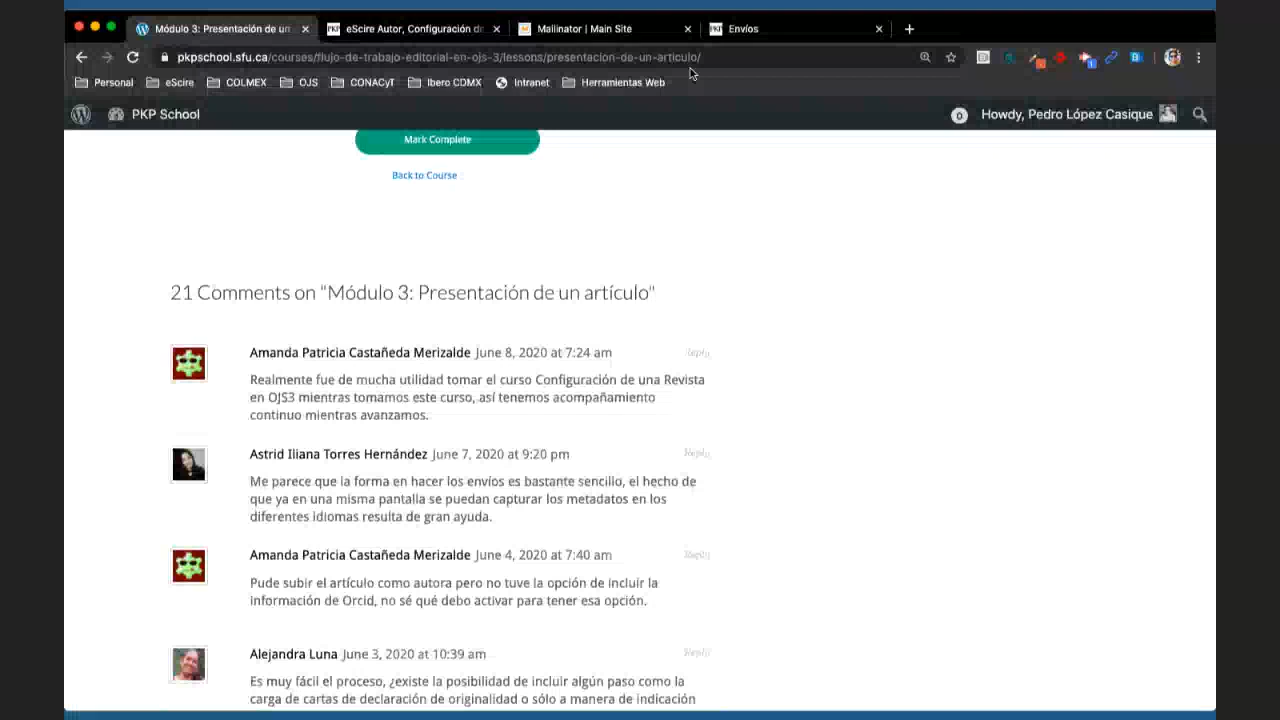 Módulo 3: Presentación de un
eScire Autor, Configuración de
Mailinator | Main Site
Envíos
pkpschool.sfu.ca/courses/flujo-de-trabajo-editorial-en-ojs-3/lessons/presentacion-de-un-articulo/
Personal
eScire
COLMEX
OJS
CONACyT
Ibero CDMX
Intranet
Herramientas Web
PKP School
0
Howdy, Pedro López Casique
Mark Complete
Back to Course
21 Comments on "Módulo 3: Presentación de un artículo"
Amanda Patricia Castañeda Merizalde June 8, 2020 at 7:24 am
Reply
Realmente fue de mucha utilidad tomar el curso Configuración de una Revista
en OJS3 mientras tomamos este curso, así tenemos acompañamiento
continuo mientras avanzamos.
Astrid Iliana Torres Hernández June 7, 2020 at 9:20 pm
Reply
Me parece que la forma en hacer los envíos es bastante sencillo, el hecho de
que ya en una misma pantalla se puedan capturar los metadatos en los
diferentes idiomas resulta de gran ayuda.
Amanda Patricia Castañeda Merizalde June 4, 2020 at 7:40 am
Reply
Pude subir el artículo como autora pero no tuve la opción de incluir la
información de Orcid, no sé qué debo activar para tener esa opción.
Alejandra Luna June 3, 2020 at 10:39 am
Reply
Es muy fácil el proceso, ¿existe la posibilidad de incluir algún paso como la
carga de cartas de declaración de originalidad o sólo a manera de indicación